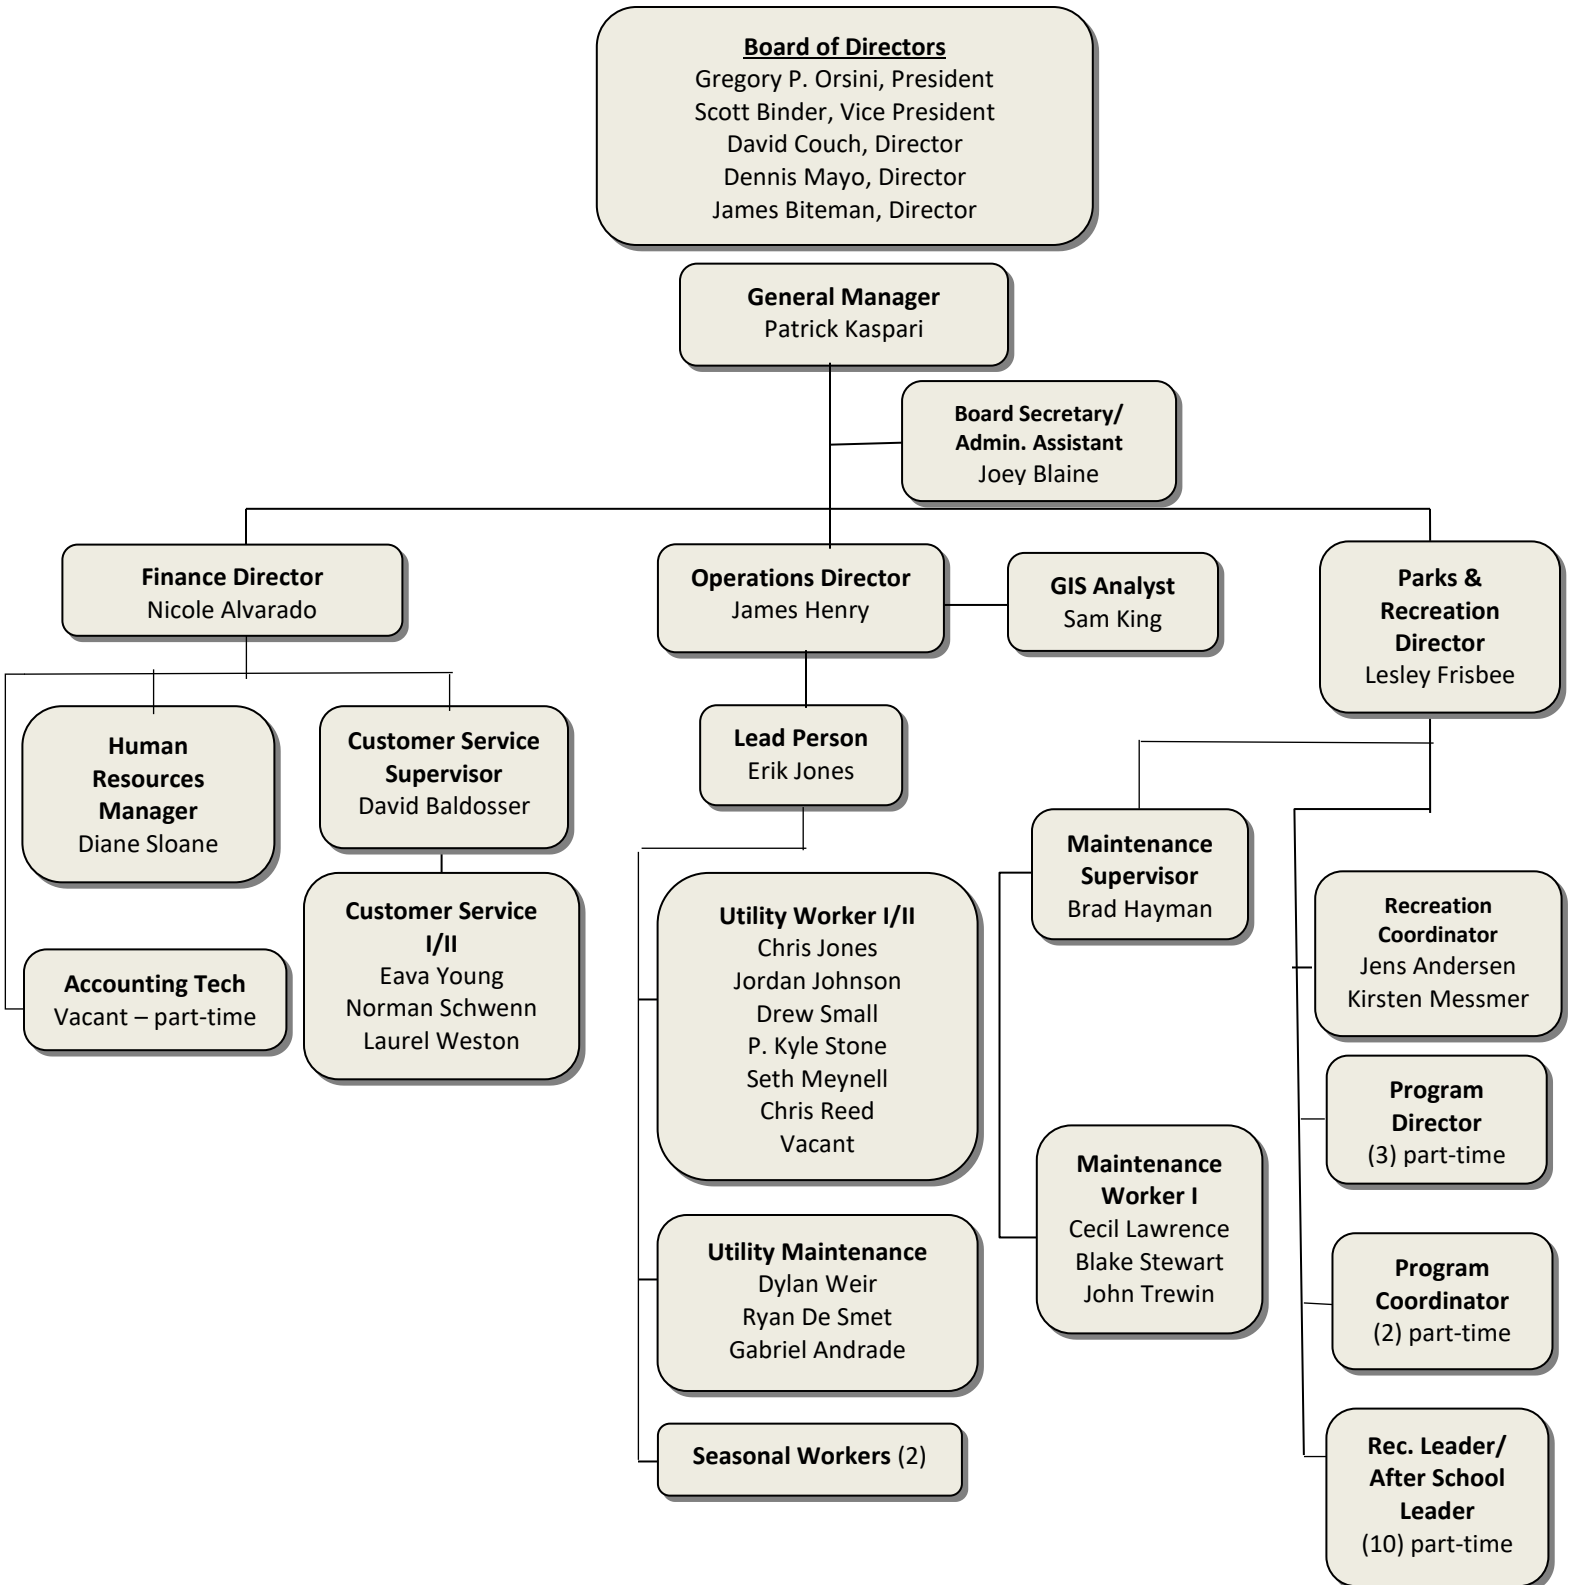 Board of Directors
Gregory P. Orsini, President
Scott Binder, Vice President
David Couch, Director
Dennis Mayo, Director
James Biteman, Director
General Manager
Patrick Kaspari
Board Secretary/
Admin. Assistant
Joey Blaine
Finance Director
Nicole Alvarado
Operations Director
James Henry
GIS Analyst
Sam King
Parks &
Recreation
Director
Lesley Frisbee
Human
Resources
Manager
Diane Sloane
Customer Service
Supervisor
David Baldosser
Customer Service
I/II
Eava Young
Norman Schwenn
Laurel Weston
Accounting Tech
Vacant – part-time
Lead Person
Erik Jones
Utility Worker I/II
Chris Jones
Jordan Johnson
Drew Small
P. Kyle Stone
Seth Meynell
Chris Reed
Vacant
Utility Maintenance
Dylan Weir
Ryan De Smet
Gabriel Andrade
Seasonal Workers (2)
Maintenance
Supervisor
Brad Hayman
Maintenance
Worker I
Cecil Lawrence
Blake Stewart
John Trewin
Recreation
Coordinator
Jens Andersen
Kirsten Messmer
Program
Director
(3) part-time
Program
Coordinator
(2) part-time
Rec. Leader/
After School
Leader
(10) part-time